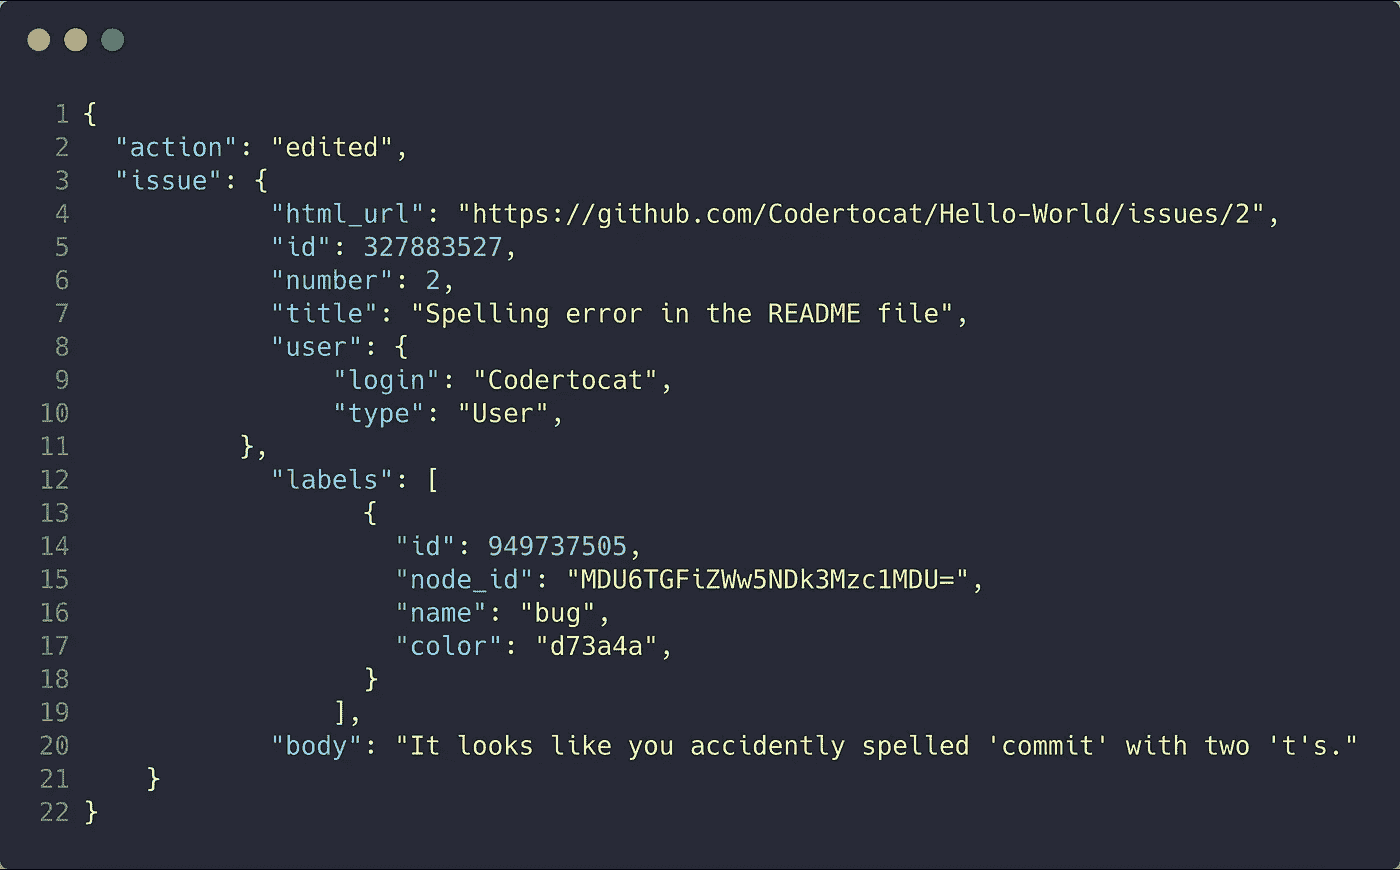 1 {
2   "action": "edited",
3   "issue": {
4             "html_url": "https://github.com/Codertocat/Hello-World/issues/2",
5             "id": 327883527,
6             "number": 2,
7             "title": "Spelling error in the README file",
8             "user": {
9                 "login": "Codertocat",
10                 "type": "User",
11           },
12             "labels": [
13                   {
14                     "id": 949737505,
15                     "node_id": "MDU6TGFiZWw5NDk3Mzc1MDU=",
16                     "name": "bug",
17                     "color": "d73a4a",
18                   }
19                 ],
20             "body": "It looks like you accidently spelled 'commit' with two 't's."
21     }
22 }